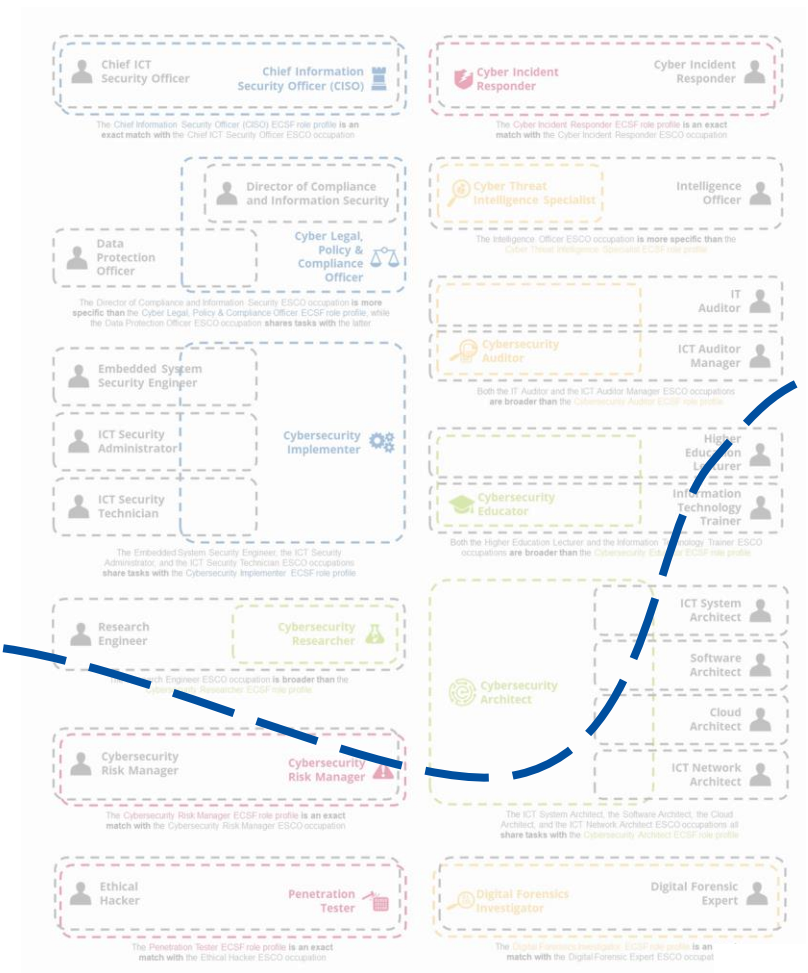 Chief ICT
Security Officer
Chief Information
Security Officer (CISO)
The Chief Information Security Officer (CISO) ECSF role profile is an
exact match with the Chief ICT Security Officer ESCO occupation
Director of Compliance
and Information Security
Data
Protection
Officer
Cyber Legal,
Policy &
Compliance
Officer
The Director of Compliance and Information Security ESCO occupation is more
specific than the Cyber Legal, Policy & Compliance Officer ECSF role profile, while
the Data Protection Officer ESCO occupation shares tasks with the latter
Embedded System
Security Engineer
ICT Security
Administrator
ICT Security
Technician
Cybersecurity
Implementer
The Embedded System Security Engineer, the ICT Security
Administrator, and the ICT Security Technician ESCO occupations
share tasks with the Cybersecurity Implementer ECSF role profile
Research
Engineer
Cybersecurity
Researcher
Engineer ESCO occupation is broader than the
Cybersecurity Researcher ECSF role profile
Cybersecurity
Risk Manager
Cybersecurity
Risk Manager
The Cybersecurity Risk Manager ECSF role profile is an exact
match with the Cybersecurity Risk Manager ESCO occupation
Ethical
Hacker
Penetration
Tester
The Penetration Tester ECSF role profile is an exact
match with the Ethical Hacker ESCO occupation
Cyber Incident
Responder
Cyber Incident
Responder
The Cyber Incident Responder ECSF role profile is an exact
match with the Cyber Incident Responder ESCO occupation
Cyber Threat
Intelligence Specialist
Intelligence
Officer
The Intelligence Officer ESCO occupation is more specific than the
Cyber Threat Intelligence Specialist ECSF role profile
IT
Auditor
Cybersecurity
Auditor
ICT Auditor
Manager
Both the IT Auditor and the ICT Auditor Manager ESCO occupations
are broader than the Cybersecurity Auditor ECSF role profile
Higher
Education
Lecturer
Cybersecurity
Educator
Information
Technology
Trainer
Both the Higher Education Lecturer and the Information Technology Trainer ESCO
occupations are broader than the Cybersecurity Educator ECSF role profile
ICT System
Architect
Software
Architect
Cybersecurity
Architect
Cloud
Architect
ICT Network
Architect
The ICT System Architect, the Software Architect, the Cloud
Architect, and the ICT Network Architect ESCO occupations all
share tasks with the Cybersecurity Architect ECSF role profile
Digital Forensics
Investigator
Digital Forensic
Expert
The Digital Forensics Investigator ECSF role profile is an
match with the Digital Forensic Expert ESCO occupat